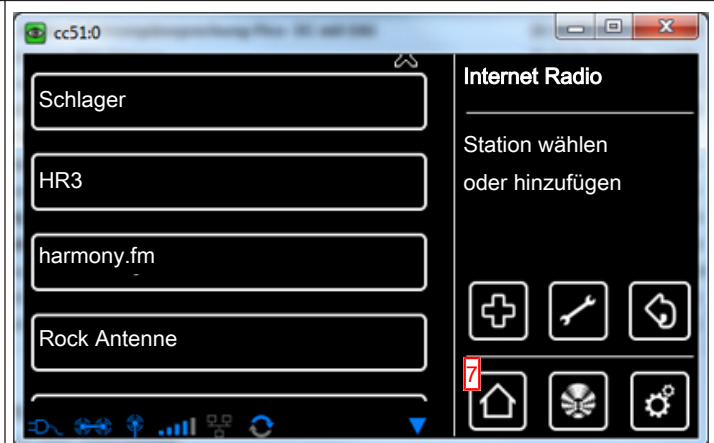 cc51:0
Schlager
HR3
harmony.fm
Rock Antenne
Internet Radio
Station wählen
oder hinzufügen
7